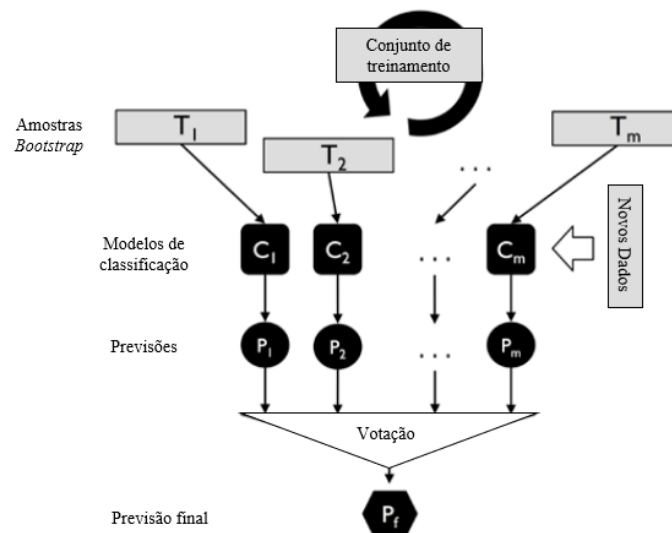 Conjunto de
treinamento
Amostras
Bootstrap
T1
T2
...
Tm
Novos Dados
Modelos de
classificação
C1
C2
...
Cm
Previsões
P1
P2
...
Pm
Votação
Previsão final
Pf